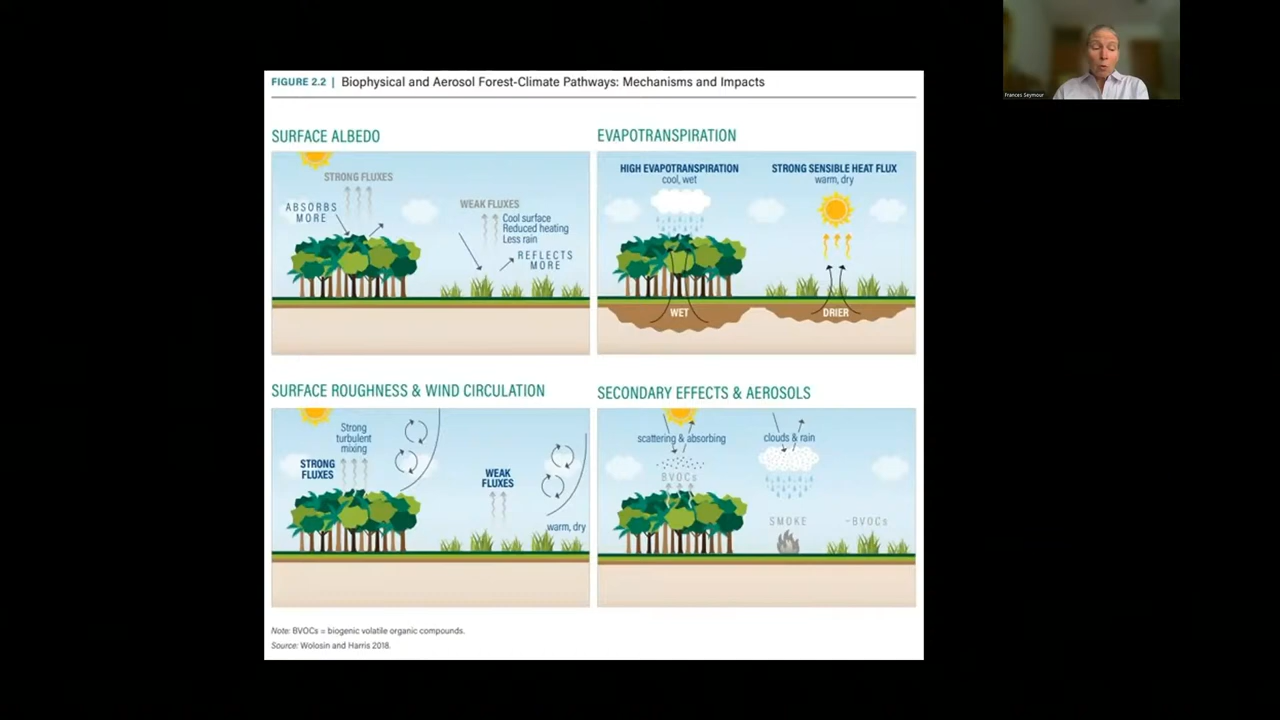 FIGURE 2.2 | Biophysical and Aerosol Forest-Climate Pathways: Mechanisms and Impacts
Frances Seymour
SURFACE ALBEDO
STRONG FLUXES
ABSORBS
MORE
WEAK FLUXES
Cool surface
Reduced heating
Less rain
REFLECTS
MORE
EVAPOTRANSPIRATION
HIGH EVAPOTRANSPIRATION
cool, wet
STRONG SENSIBLE HEAT FLUX
warm, dry
WET
DRIER
SURFACE ROUGHNESS & WIND CIRCULATION
Strong
turbulent
mixing
STRONG
FLUXES
WEAK
FLUXES
warm, dry
SECONDARY EFFECTS & AEROSOLS
scattering & absorbing
BVOCs
clouds & rain
SMOKE
~BVOCs
Note: BVOCs = biogenic volatile organic compounds.
Source: Wolosin and Harris 2018.